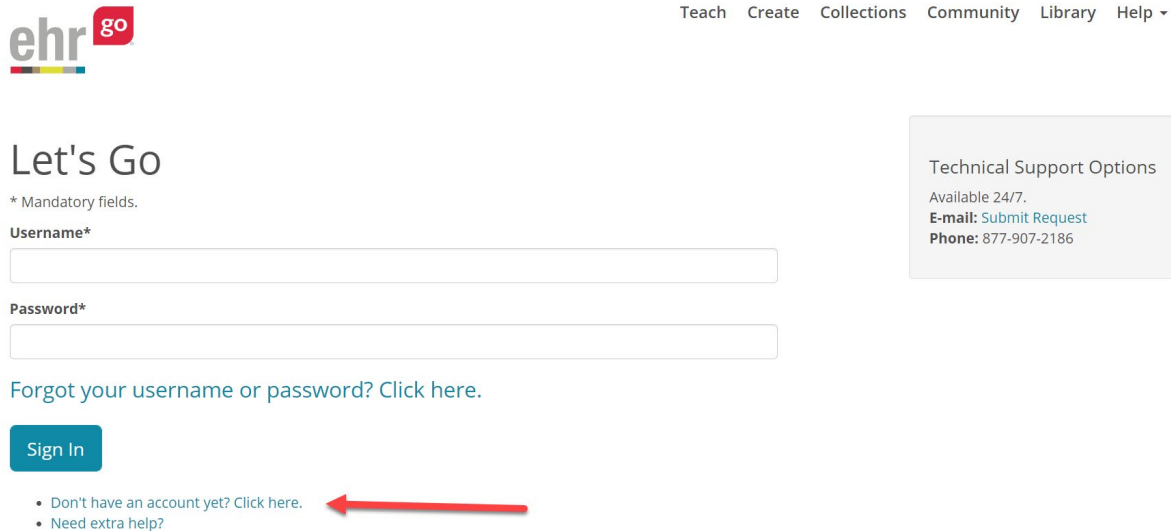 ehr go
Teach Create Collections Community Library Help
Let's Go
* Mandatory fields.
Username*
Password*
Forgot your username or password? Click here.
Sign In
• Don't have an account yet? Click here.
• Need extra help?
Technical Support Options
Available 24/7.
E-mail: Submit Request
Phone: 877-907-2186